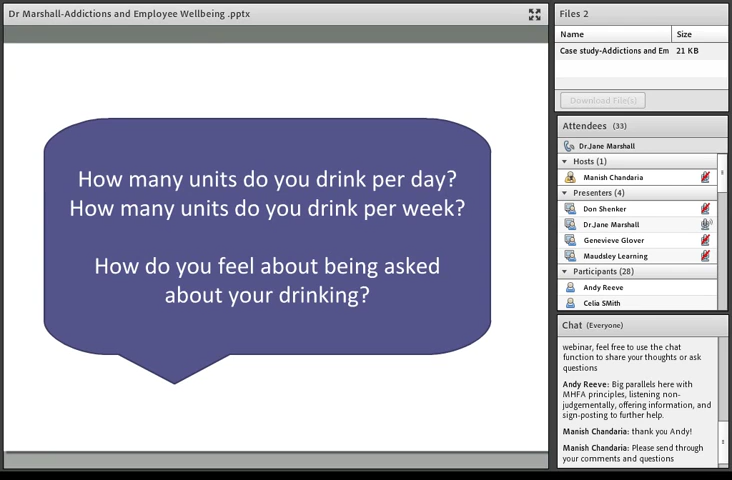 Dr Marshall-Addictions and Employee Wellbeing .pptx
How many units do you drink per day?
How many units do you drink per week?
How do you feel about being asked
about your drinking?
Files 2
Name Size
Case study-Addictions and Em 21 KB
Download File(s)
Attendees (33)
Dr.Jane Marshall
Hosts (1)
Manish Chandaria
Presenters (4)
Don Shenker
Dr.Jane Marshall
Genevieve Glover
Maudsley Learning
Participants (28)
Andy Reeve
Celia SMith
Chat (Everyone)
webinar, feel free to use the chat
function to share your thoughts or ask
questions
Andy Reeve: Big parallels here with
MHFA principles, listening non-
judgementally, offering information, and
sign-posting to further help.
Manish Chandaria: thank you Andy!
Manish Chandaria: Please send through
your comments and questions